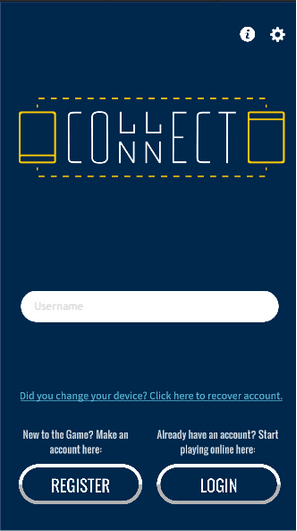 i
CONNECT
Username
Did you change your device? Click here to recover account.
New to the Game? Make an
account here:
Already have an account? Start
playing online here:
REGISTER
LOGIN